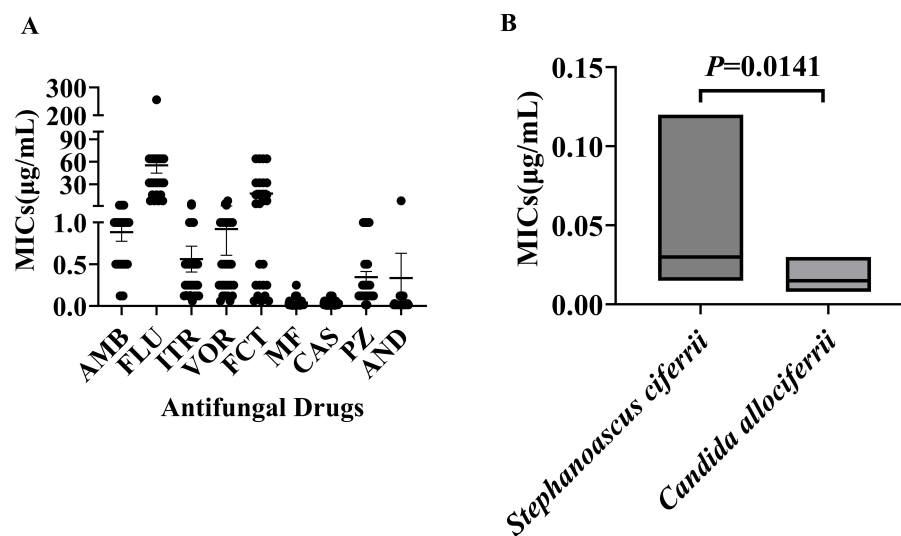 A
MICs(μg/mL)
300
200
90
60
30
1.0
0.5
0.0
AMB
FLU
ITR
VOR
FCT
MF
CAS
PZ
AND
Antifungal Drugs
B
MICs(μg/mL)
0.15
0.10
0.05
0.00
P=0.0141
Stephanoascus ciferrii
Candida allociferrii